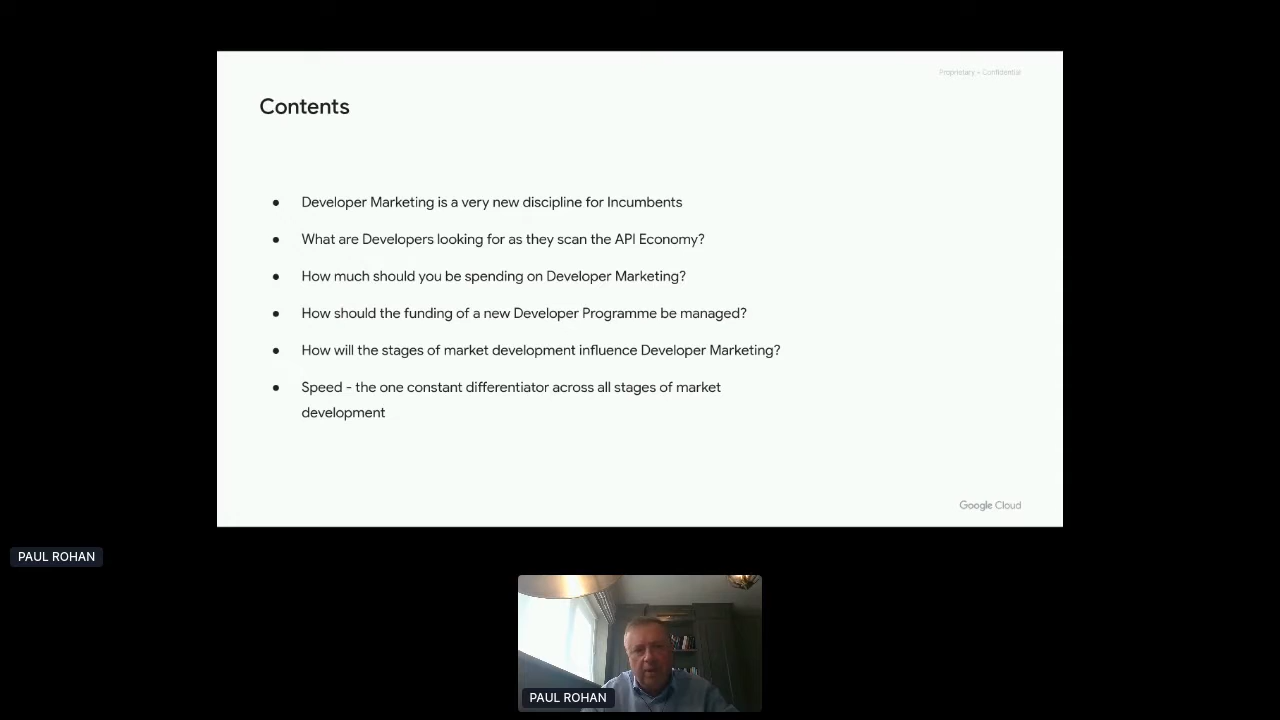 Proprietary + Confidential
Contents
● Developer Marketing is a very new discipline for Incumbents
● What are Developers looking for as they scan the API Economy?
● How much should you be spending on Developer Marketing?
● How should the funding of a new Developer Programme be managed?
● How will the stages of market development influence Developer Marketing?
● Speed - the one constant differentiator across all stages of market
development
Google Cloud
PAUL ROHAN
PAUL ROHAN